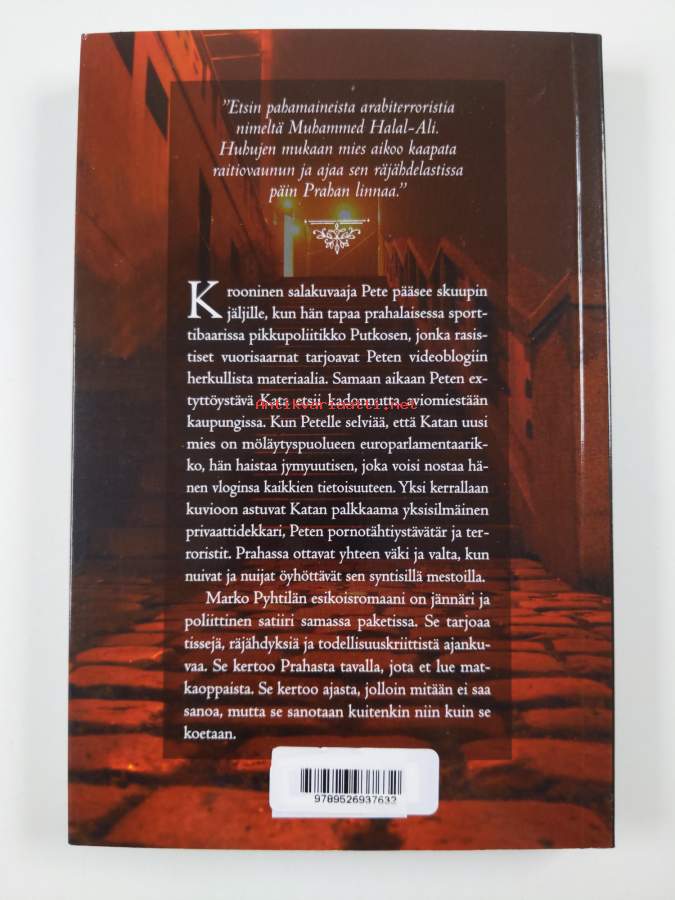 ”Etsin pahamaineista arabiterroristia
nimeltä Muhammed Halal-Ali.
Huhujen mukaan mies aikoo kaapata
raitiovaunun ja ajaa sen räjähdelastissa
päin Prahan linnaa.”
Krooninen salakuvaaja Pete pääsee skuupin
jäljille, kun hän tapaa prahalaisessa sport-
tibaarissa pikkupoliitikko Putkosen, jonka rasis-
tiset vuorisaarnat tarjoavat Peten videoblogiin
herkullista materiaalia. Samaan aikaan Peten ex-
tyttöystävä Kata etsii kadonnutta aviomiestään
Antikvariaatti.net
kaupungissa. Kun Petelle selviää, että Katan uusi
mies on möläytyspuolueen europarlamentaarik-
ko, hän haistaa jymyuutisen, joka voisi nostaa hä-
nen vloginsa kaikkien tietoisuuteen. Yksi kerrallaan
kuvioon astuvat Katan palkkaama yksisilmäinen
privaattidekkari, Peten pornotähtiystävätär ja ter-
roristit. Prahassa ottavat yhteen väki ja valta, kun
nuivat ja nuijat öyhöttävät sen syntisillä mestoilla.
Marko Pyhtilän esikoisromaani on jännäri ja
poliittinen satiiri samassa paketissa. Se tarjoaa
tissejä, räjähdyksiä ja todellisuuskriittistä ajanku-
vaa. Se kertoo Prahasta tavalla, jota et lue mat-
kaoppaista. Se kertoo ajasta, jolloin mitään ei saa
sanoa, mutta se sanotaan kuitenkin niin kuin se
koetaan.
9789526937632